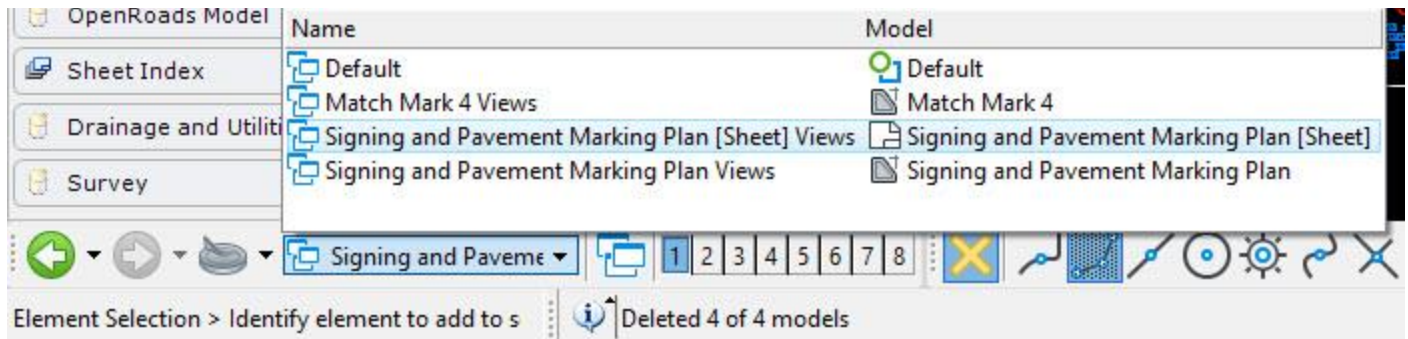 OpenRoads Model
Name Model
Sheet Index
Default Default
Match Mark 4 Views Match Mark 4
Drainage and Utiliti
Signing and Pavement Marking Plan [Sheet] Views Signing and Pavement Marking Plan [Sheet]
Survey
Signing and Pavement Marking Plan Views Signing and Pavement Marking Plan
Signing and Paveme 1 2 3 4 5 6 7 8
Element Selection > Identify element to add to s Deleted 4 of 4 models